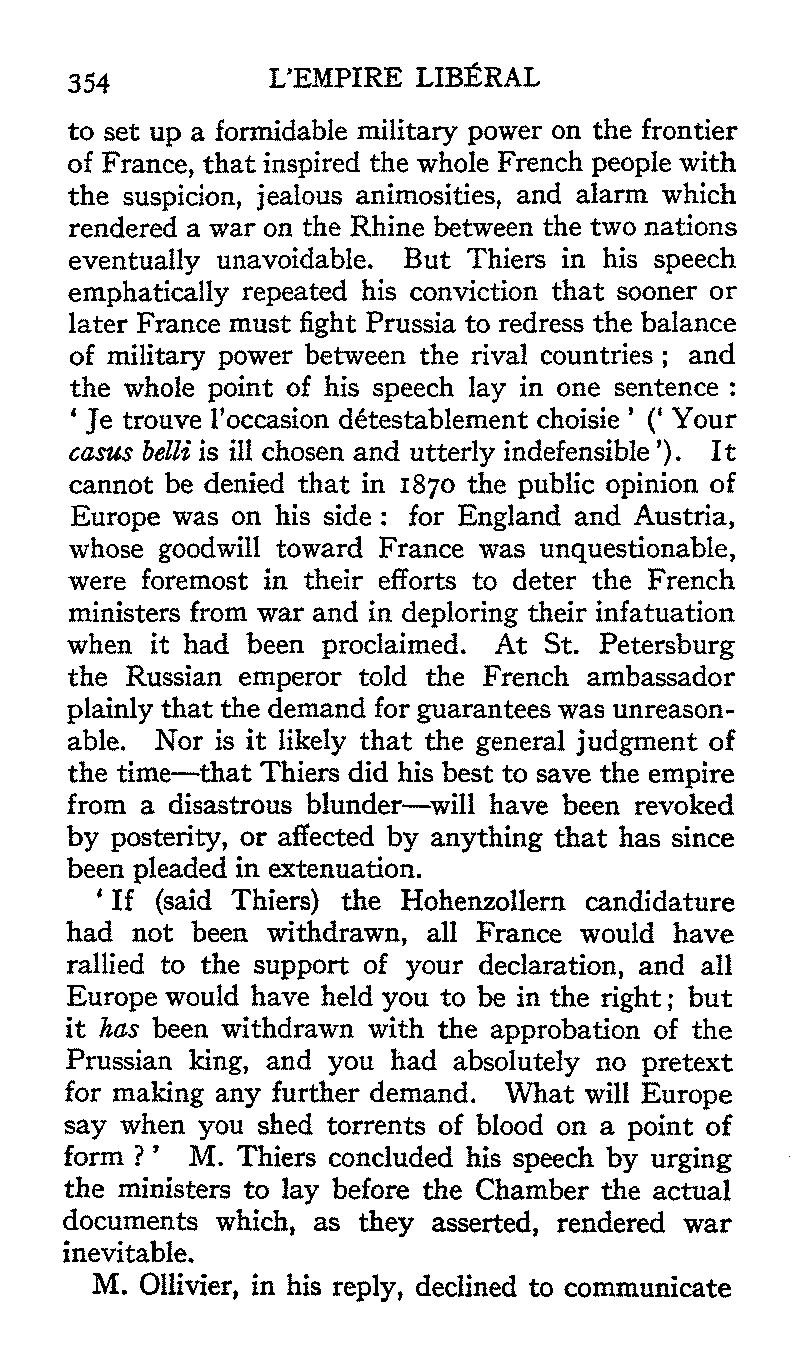 354 L'EMPIRE LIBÉRAL
to set up a formidable military power on the frontier
of France, that inspired the whole French people with
the suspicion, jealous animosities, and alarm which
rendered a war on the Rhine between the two nations
eventually unavoidable. But Thiers in his speech
emphatically repeated his conviction that sooner or
later France must fight Prussia to redress the balance
of military power between the rival countries ; and
the whole point of his speech lay in one sentence :
‘ Je trouve l'occasion détestablement choisie ’ (‘ Your
casus belli is ill chosen and utterly indefensible ’). It
cannot be denied that in 1870 the public opinion of
Europe was on his side : for England and Austria,
whose goodwill toward France was unquestionable,
were foremost in their efforts to deter the French
ministers from war and in deploring their infatuation
when it had been proclaimed. At St. Petersburg
the Russian emperor told the French ambassador
plainly that the demand for guarantees was unreason-
able. Nor is it likely that the general judgment of
the time—that Thiers did his best to save the empire
from a disastrous blunder—will have been revoked
by posterity, or affected by anything that has since
been pleaded in extenuation.
‘ If (said Thiers) the Hohenzollern candidature
had not been withdrawn, all France would have
rallied to the support of your declaration, and all
Europe would have held you to be in the right ; but
it has been withdrawn with the approbation of the
Prussian king, and you had absolutely no pretext
for making any further demand. What will Europe
say when you shed torrents of blood on a point of
form ? ’ M. Thiers concluded his speech by urging
the ministers to lay before the Chamber the actual
documents which, as they asserted, rendered war
inevitable.
M. Ollivier, in his reply, declined to communicate